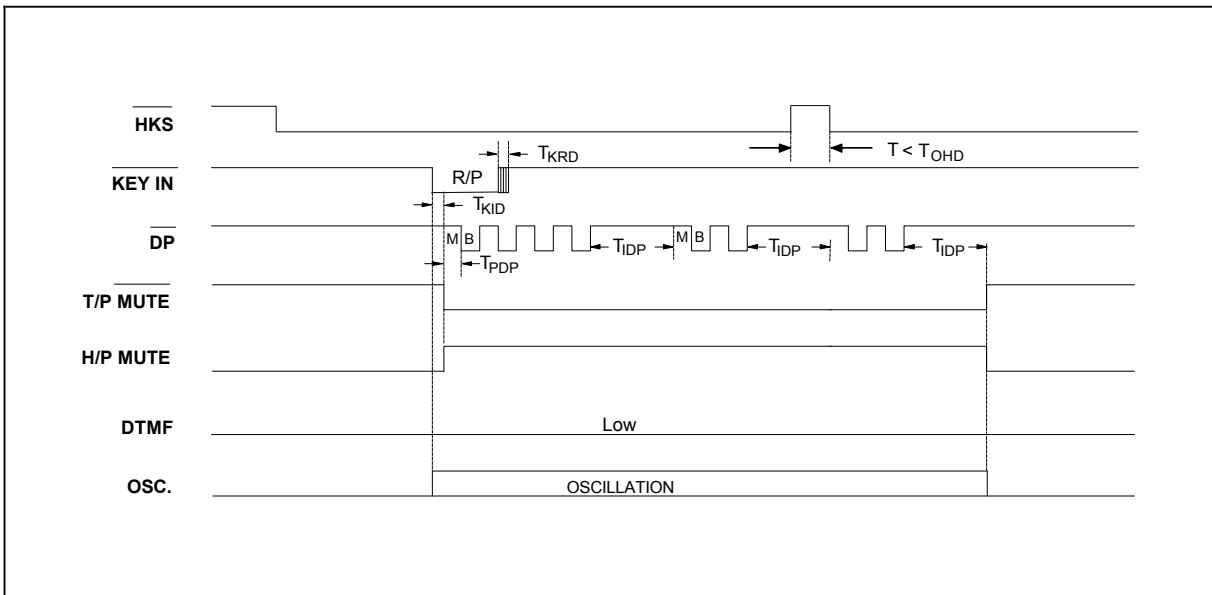 HKS
T < TOHD
TKRD
KEY IN
R/P
TKID
DP
M B
TIDP
M B
TIDP
TIDP
TPDP
T/P MUTE
H/P MUTE
DTMF
Low
OSC.
OSCILLATION